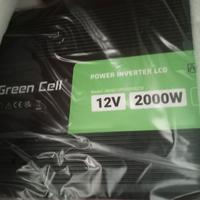 Green Cell
POWER INVERTER LCD
12V 2000W